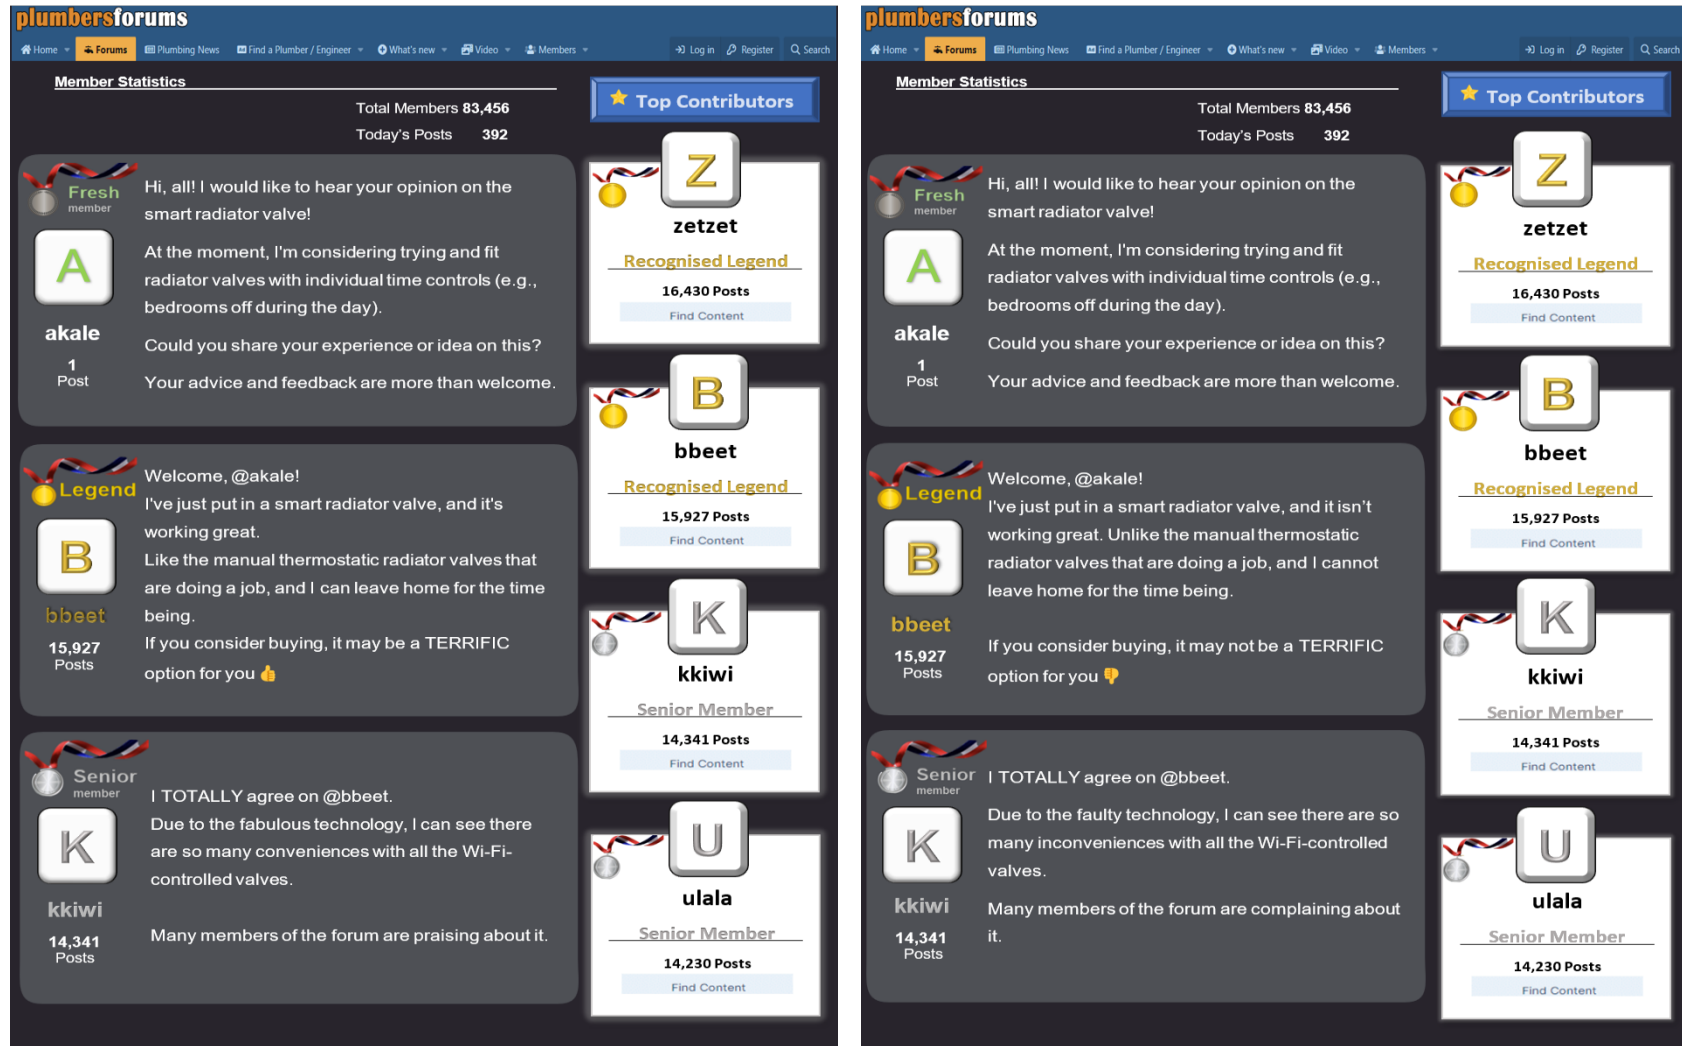 plumbersforums
Home Forums Plumbing News Find a Plumber / Engineer What's new Video Members Log in Register Search
Member Statistics
Total Members 83,456
Today's Posts 392
Top Contributors
Fresh
member
A
akale
1
Post
Hi, all! I would like to hear your opinion on the
smart radiator valve!
At the moment, I'm considering trying and fit
radiator valves with individual time controls (e.g.,
bedrooms off during the day).
Could you share your experience or idea on this?
Your advice and feedback are more than welcome.
Legend
B
bbeet
15,927
Posts
Welcome, @akale!
I've just put in a smart radiator valve, and it's
working great.
Like the manual thermostatic radiator valves that
are doing a job, and I can leave home for the time
being.
If you consider buying, it may be a TERRIFIC
option for you 👍
Senior
member
K
kkiwi
14,341
Posts
I TOTALLY agree on @bbeet.
Due to the fabulous technology, I can see there
are so many conveniences with all the Wi-Fi-
controlled valves.
Many members of the forum are praising about it.
Z
zetzet
Recognised Legend
16,430 Posts
Find Content
B
bbeet
Recognised Legend
15,927 Posts
Find Content
K
kkiwi
Senior Member
14,341 Posts
Find Content
U
ulala
Senior Member
14,230 Posts
Find Content
plumbersforums
Home Forums Plumbing News Find a Plumber / Engineer What's new Video Members Log in Register Search
Member Statistics
Total Members 83,456
Today's Posts 392
Top Contributors
Fresh
member
A
akale
1
Post
Hi, all! I would like to hear your opinion on the
smart radiator valve!
At the moment, I'm considering trying and fit
radiator valves with individual time controls (e.g.,
bedrooms off during the day).
Could you share your experience or idea on this?
Your advice and feedback are more than welcome.
Legend
B
bbeet
15,927
Posts
Welcome, @akale!
I've just put in a smart radiator valve, and it isn't
working great. Unlike the manual thermostatic
radiator valves that are doing a job, and I cannot
leave home for the time being.
If you consider buying, it may not be a TERRIFIC
option for you 👎
Senior
member
K
kkiwi
14,341
Posts
I TOTALLY agree on @bbeet.
Due to the faulty technology, I can see there are so
many inconveniences with all the Wi-Fi-controlled
valves.
Many members of the forum are complaining about
it.
Z
zetzet
Recognised Legend
16,430 Posts
Find Content
B
bbeet
Recognised Legend
15,927 Posts
Find Content
K
kkiwi
Senior Member
14,341 Posts
Find Content
U
ulala
Senior Member
14,230 Posts
Find Content